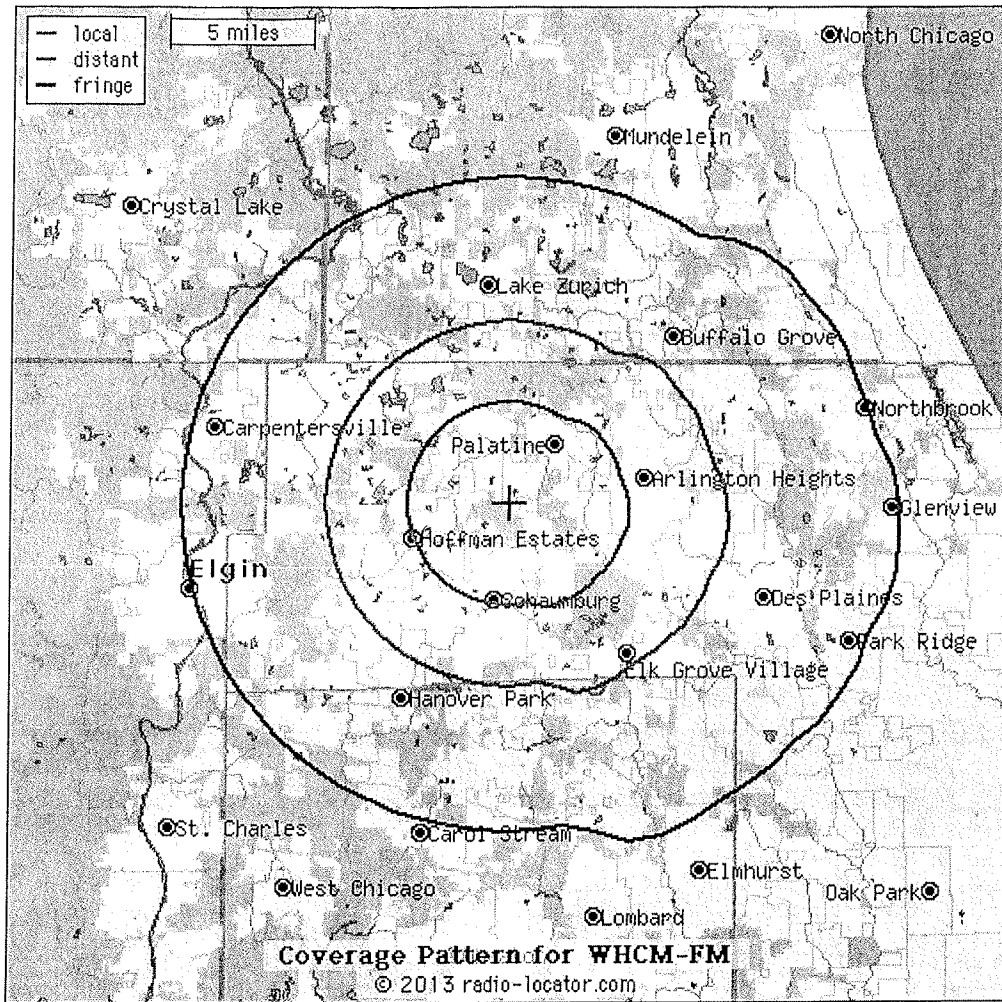 local
distant
fringe
5 miles
North Chicago
Mundelein
Crystal Lake
Lake Zurich
Buffalo Grove
Northbrook
Carpentersville
Palatine
Arlington Heights
Glenview
Hoffman Estates
Elgin
Schaumburg
Des Plaines
Park Ridge
Elk Grove Village
Hanover Park
St. Charles
Carol Stream
Elmhurst
West Chicago
Oak Park
Lombard
Coverage Pattern for WHCM-FM
© 2013 radio-locator.com